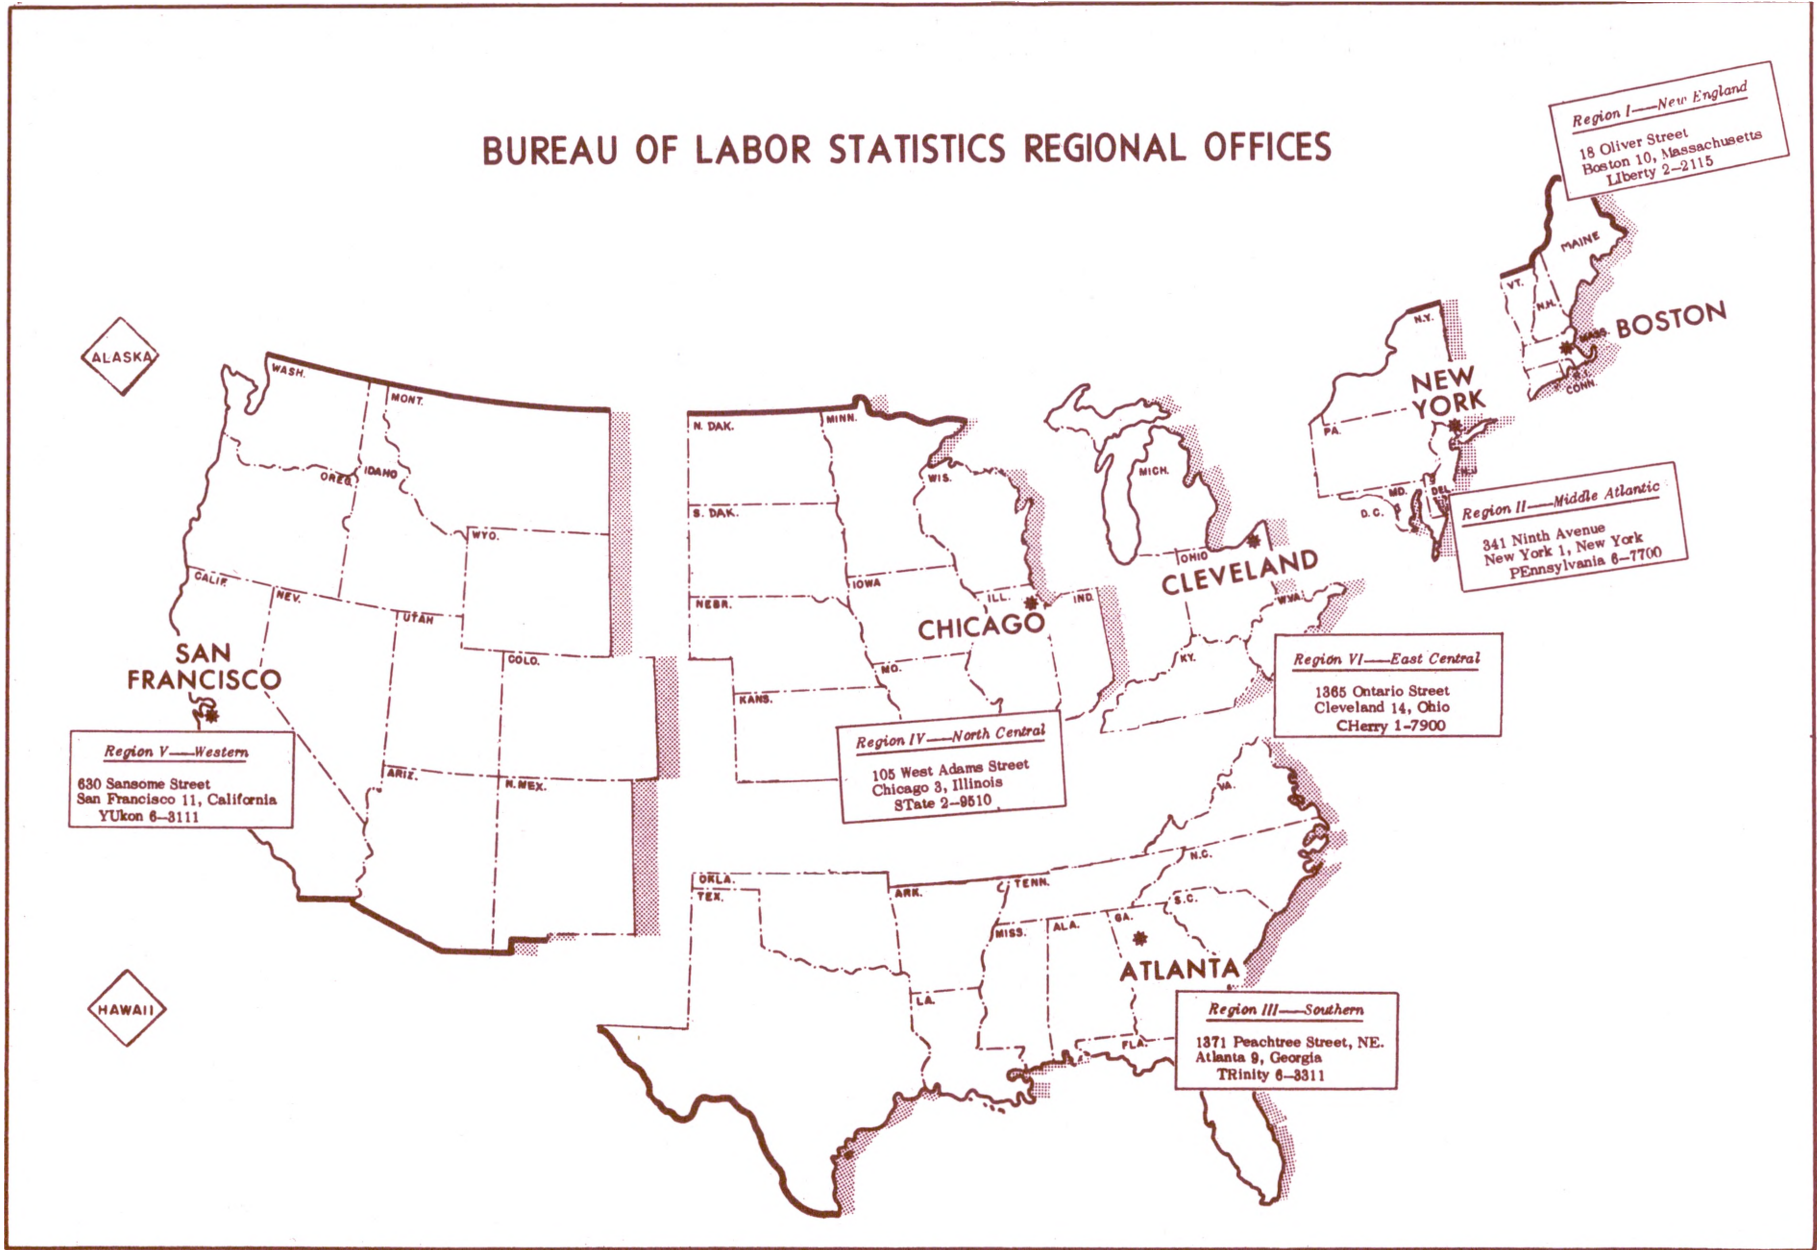 BUREAU OF LABOR STATISTICS REGIONAL OFFICES
Region I—New England
18 Oliver Street
Boston 10, Massachusetts
LIberty 2-2115
MAINE
VT.
N.H.
MASS.
BOSTON
R.I.
CONN.
N.Y.
NEW
YORK
PA.
N.J.
MD.
DEL.
D.C.
Region II—Middle Atlantic
341 Ninth Avenue
New York 1, New York
PEnnsylvania 6-7700
ALASKA
WASH.
MONT.
OREG.
IDAHO
WYO.
CALIF.
NEV.
UTAH
COLO.
SAN
FRANCISCO
ARIZ.
N. MEX.
Region V—Western
630 Sansome Street
San Francisco 11, California
YUkon 6-3111
N. DAK.
MINN.
S. DAK.
WIS.
NEBR.
IOWA
ILL.
IND.
CHICAGO
MO.
KANS.
Region IV—North Central
105 West Adams Street
Chicago 3, Illinois
STate 2-9510
MICH.
OHIO
CLEVELAND
W.VA.
KY.
Region VI—East Central
1365 Ontario Street
Cleveland 14, Ohio
CHerry 1-7900
VA.
N.C.
OKLA.
TEX.
ARK.
TENN.
S.C.
MISS.
ALA.
GA.
ATLANTA
LA.
FLA.
Region III—Southern
1371 Peachtree Street, NE.
Atlanta 9, Georgia
TRinity 6-3311
HAWAII